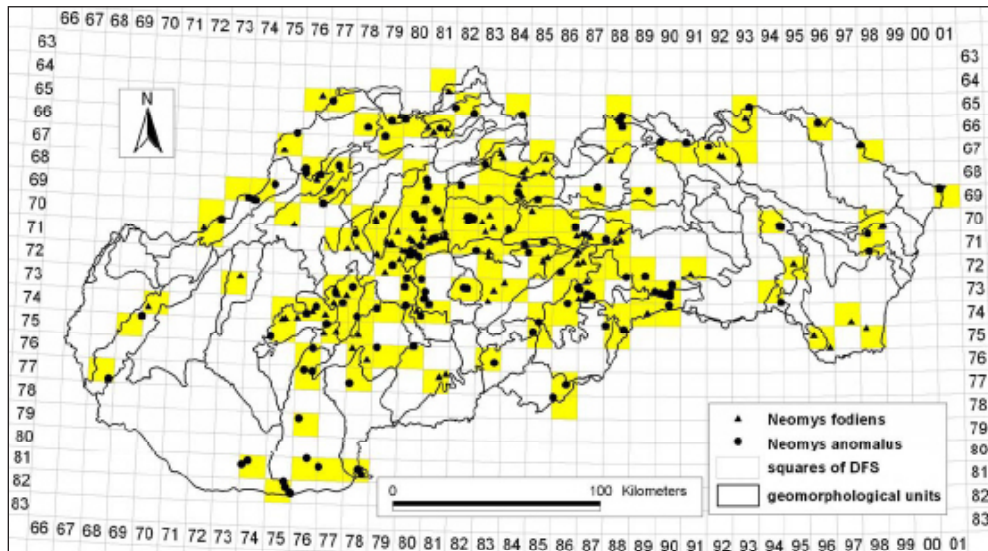 66 67 68 69 70 71 72 73 74 75 76 77 78 79 80 81 82 83 84 85 86 87 88 89 90 91 92 93 94 95 96 97 98 99 00 01
63 63
64 64
65 65
66 66
67 67
68 68
69 69
70 70
71 71
72 72
73 73
74 74
75 75
76 76
77 77
78 78
79 79
80 80
81 81
82 82
83 83
N
Neomys fodiens
Neomys anomalus
squares of DFS
geomorphological units
0 100 Kilometers
66 67 68 69 70 71 72 73 74 75 76 77 78 79 80 81 82 83 84 85 86 87 88 89 90 91 92 93 94 95 96 97 98 99 00 01